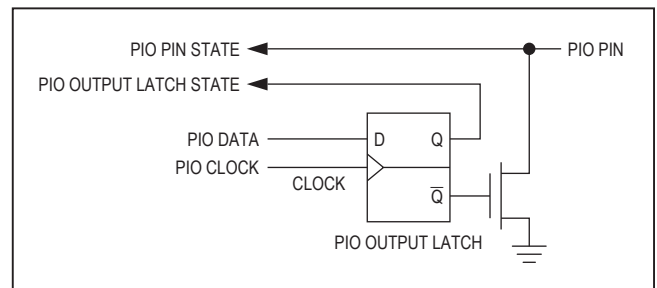 PIO PIN STATE
PIO PIN
PIO OUTPUT LATCH STATE
PIO DATA
D
Q
PIO CLOCK
CLOCK
Q̅
PIO OUTPUT LATCH